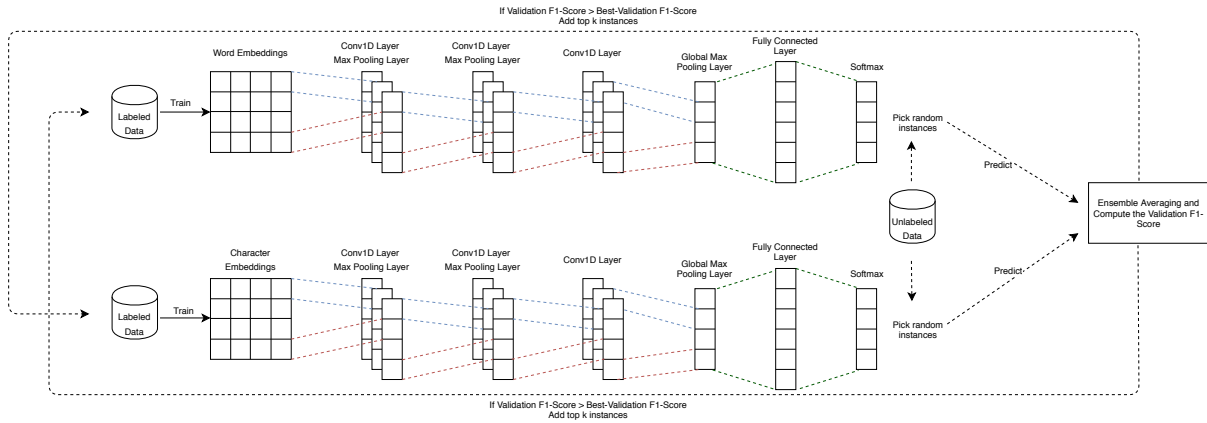 If Validation F1-Score > Best-Validation F1-Score
Add top k instances
Word Embeddings
Conv1D Layer
Max Pooling Layer
Conv1D Layer
Max Pooling Layer
Conv1D Layer
Global Max
Pooling Layer
Fully Connected
Layer
Softmax
Labeled
Data
Train
Pick random
instances
Predict
Unlabeled
Data
Ensemble Averaging and
Compute the Validation F1-
Score
Character
Embeddings
Conv1D Layer
Max Pooling Layer
Conv1D Layer
Max Pooling Layer
Conv1D Layer
Global Max
Pooling Layer
Fully Connected
Layer
Softmax
Labeled
Data
Train
Pick random
instances
Predict
If Validation F1-Score > Best-Validation F1-Score
Add top k instances